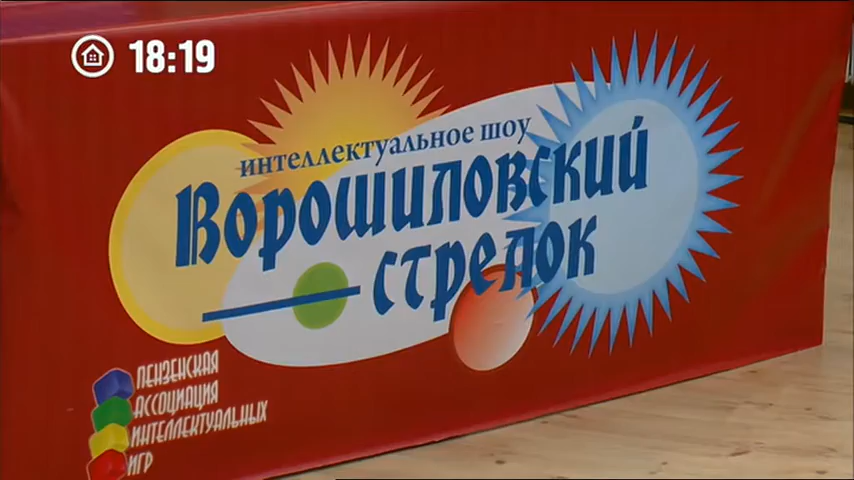 18:19
интеллектуальное шоу
Ворошиловский
стрелок
ПЕНЗЕНСКАЯ
АССОЦИАЦИЯ
ИНТЕЛЛЕКТУАЛЬНЫХ
ИГР